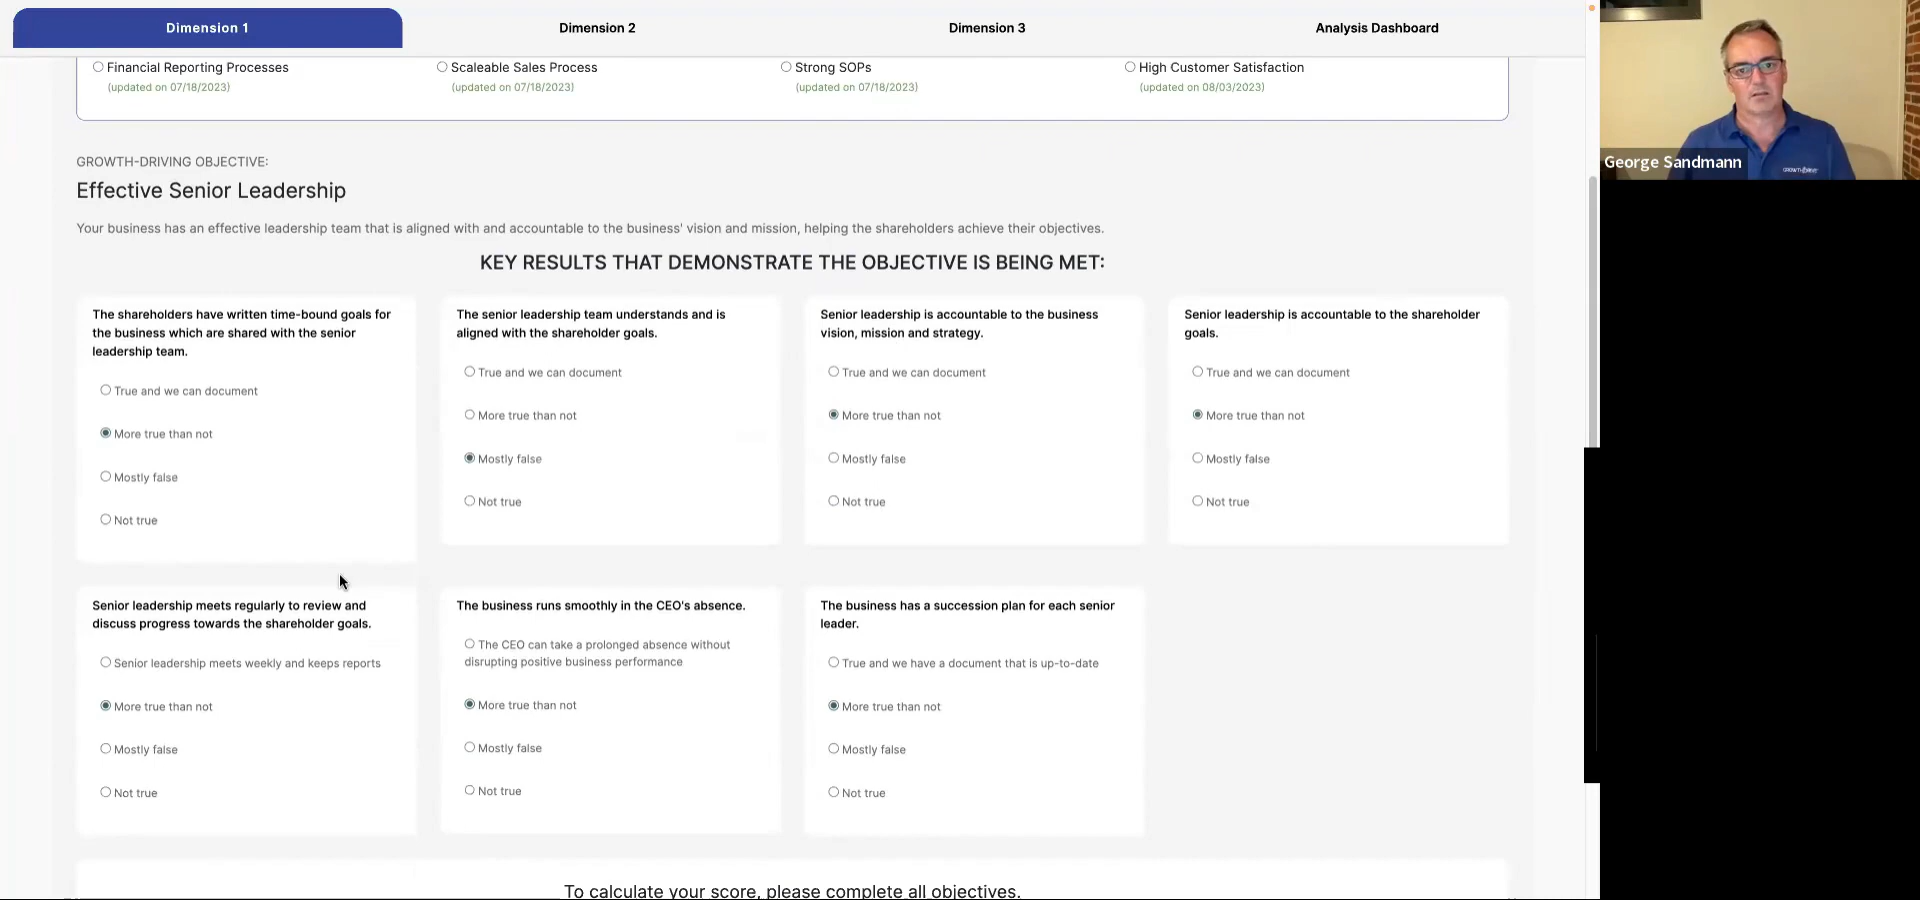 Dimension 1
Dimension 2
Dimension 3
Analysis Dashboard
Financial Reporting Processes
(updated on 07/18/2023)
Scaleable Sales Process
(updated on 07/18/2023)
Strong SOPs
(updated on 07/18/2023)
High Customer Satisfaction
(updated on 08/03/2023)
George Sandmann
GROWTH-DRIVING OBJECTIVE:
Effective Senior Leadership
Your business has an effective leadership team that is aligned with and accountable to the business' vision and mission, helping the shareholders achieve their objectives.
KEY RESULTS THAT DEMONSTRATE THE OBJECTIVE IS BEING MET:
The shareholders have written time-bound goals for
the business which are shared with the senior
leadership team.
True and we can document
More true than not
Mostly false
Not true
The senior leadership team understands and is
aligned with the shareholder goals.
True and we can document
More true than not
Mostly false
Not true
Senior leadership is accountable to the business
vision, mission and strategy.
True and we can document
More true than not
Mostly false
Not true
Senior leadership is accountable to the shareholder
goals.
True and we can document
More true than not
Mostly false
Not true
Senior leadership meets regularly to review and
discuss progress towards the shareholder goals.
Senior leadership meets weekly and keeps reports
More true than not
Mostly false
Not true
The business runs smoothly in the CEO's absence.
The CEO can take a prolonged absence without
disrupting positive business performance
More true than not
Mostly false
Not true
The business has a succession plan for each senior
leader.
True and we have a document that is up-to-date
More true than not
Mostly false
Not true
To calculate your score, please complete all objectives.